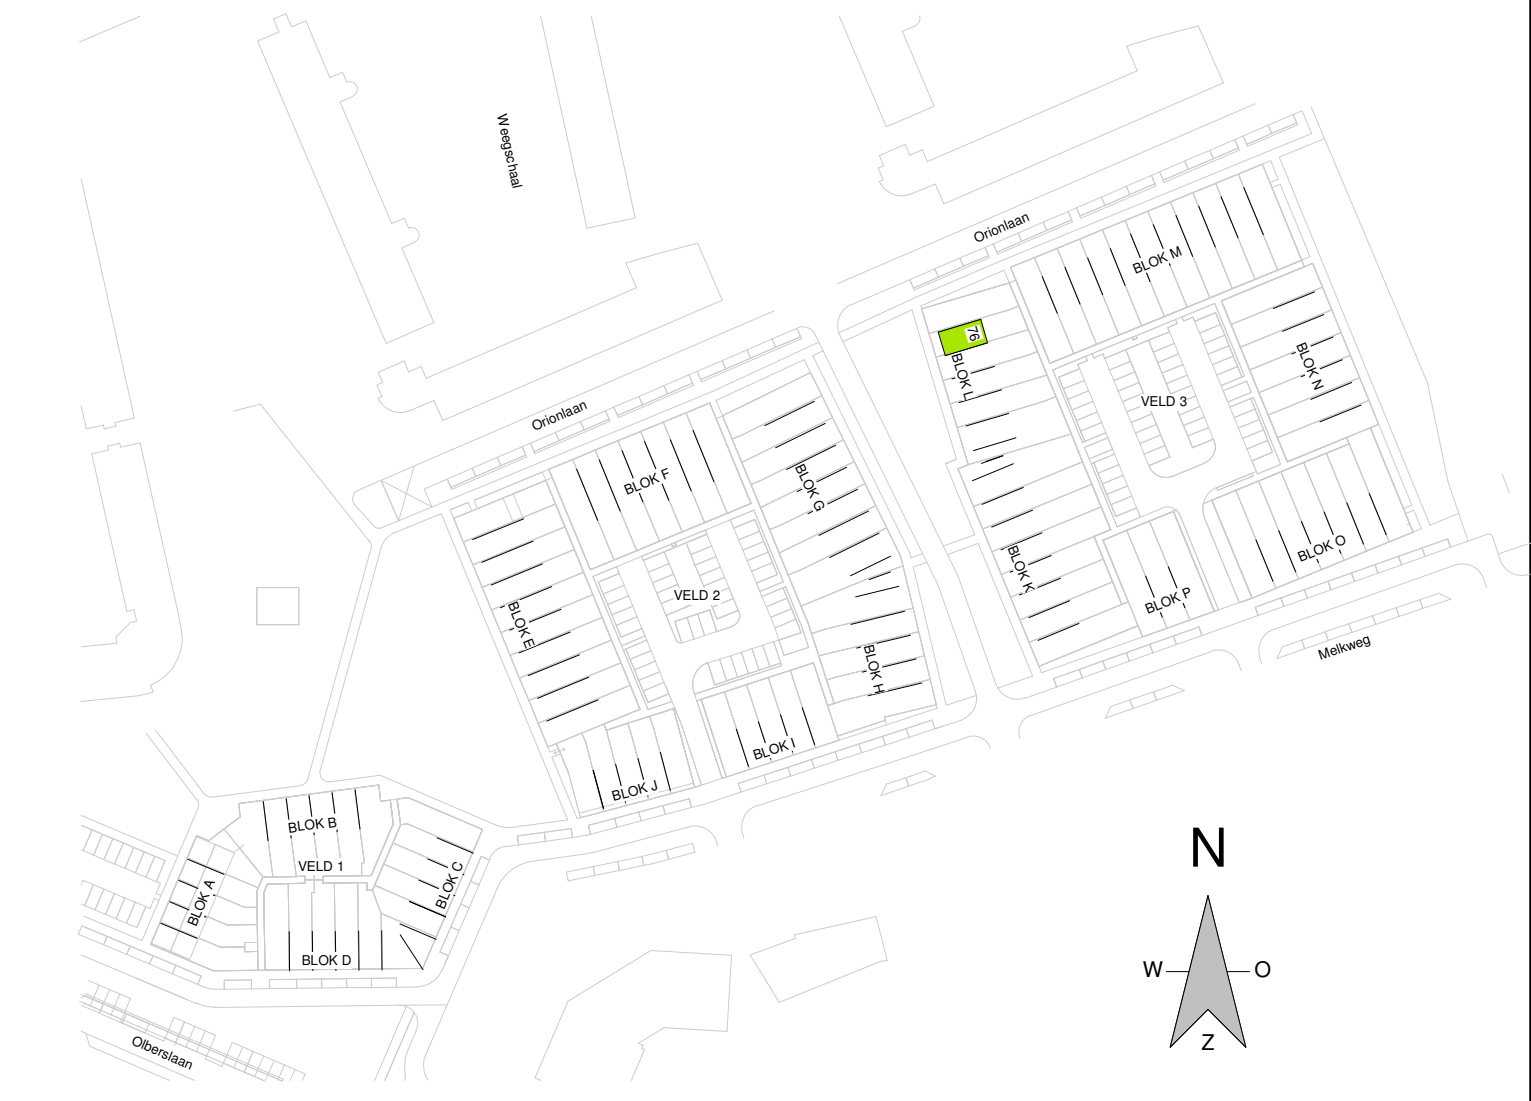 Weegschaal
Orionlaan
BLOK M
76
BLOK L
BLOK N
VELD 3
Orionlaan
BLOK F
BLOK G
BLOK O
BLOK K
VELD 2
BLOK P
BLOK E
Melkweg
BLOK H
BLOK I
BLOK J
BLOK B
N
VELD 1
BLOK C
BLOK A
BLOK D
W
O
Z
Olberslaan